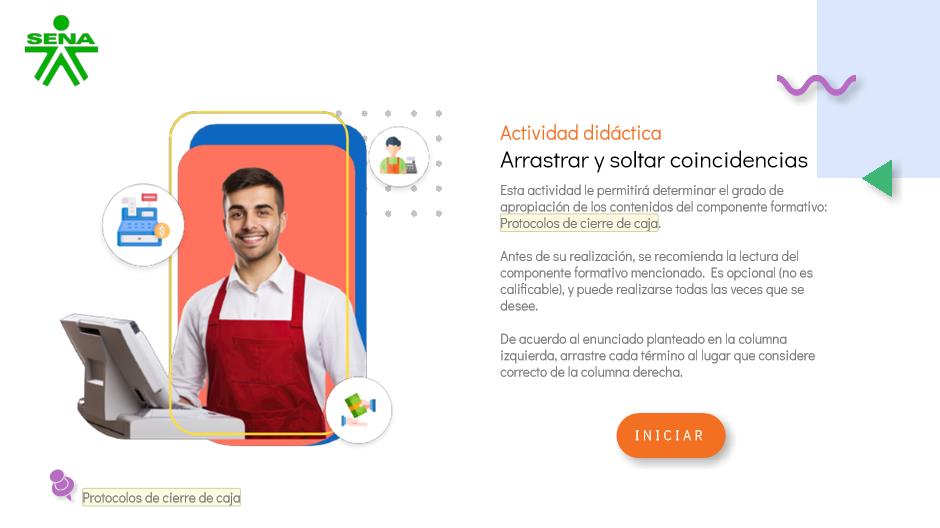 SENA
Actividad didáctica
Arrastrar y soltar coincidencias
Esta actividad le permitirá determinar el grado de
apropiación de los contenidos del componente formativo:
Protocolos de cierre de caja.
Antes de su realización, se recomienda la lectura del
componente formativo mencionado. Es opcional (no es
calificable), y puede realizarse todas las veces que se
desee.
De acuerdo al enunciado planteado en la columna
izquierda, arrastre cada término al lugar que considere
correcto de la columna derecha.
INICIAR
Protocolos de cierre de caja